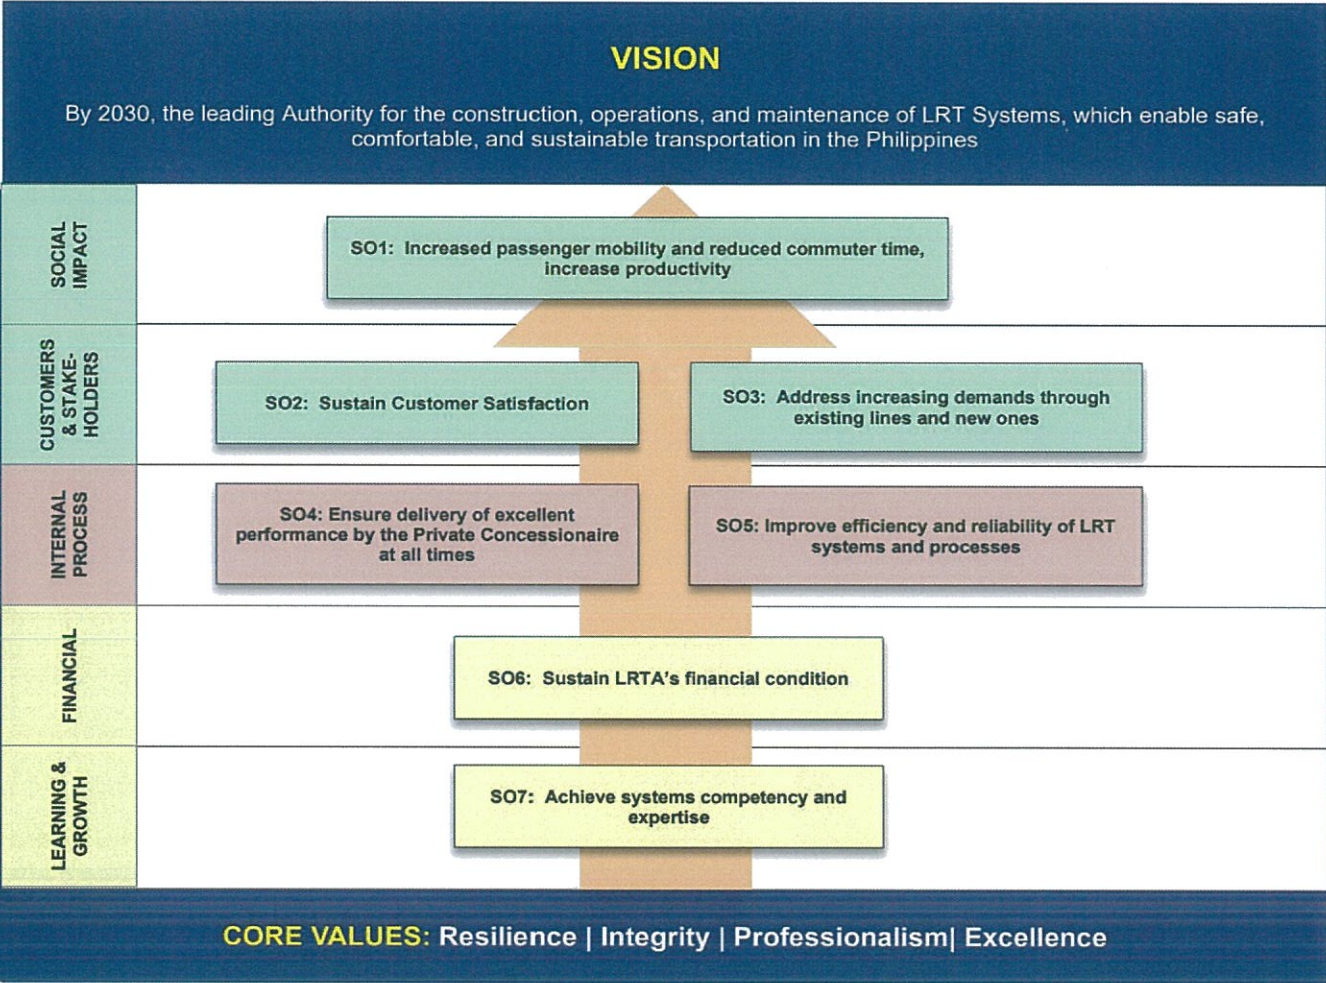 VISION
By 2030, the leading Authority for the construction, operations, and maintenance of LRT Systems, which enable safe,
comfortable, and sustainable transportation in the Philippines
SOCIAL
IMPACT
SO1: Increased passenger mobility and reduced commuter time,
increase productivity
CUSTOMERS
& STAKE-
HOLDERS
SO2: Sustain Customer Satisfaction
SO3: Address increasing demands through
existing lines and new ones
INTERNAL
PROCESS
SO4: Ensure delivery of excellent
performance by the Private Concessionaire
at all times
SO5: Improve efficiency and reliability of LRT
systems and processes
FINANCIAL
SO6: Sustain LRTA's financial condition
LEARNING &
GROWTH
SO7: Achieve systems competency and
expertise
CORE VALUES: Resilience | Integrity | Professionalism| Excellence